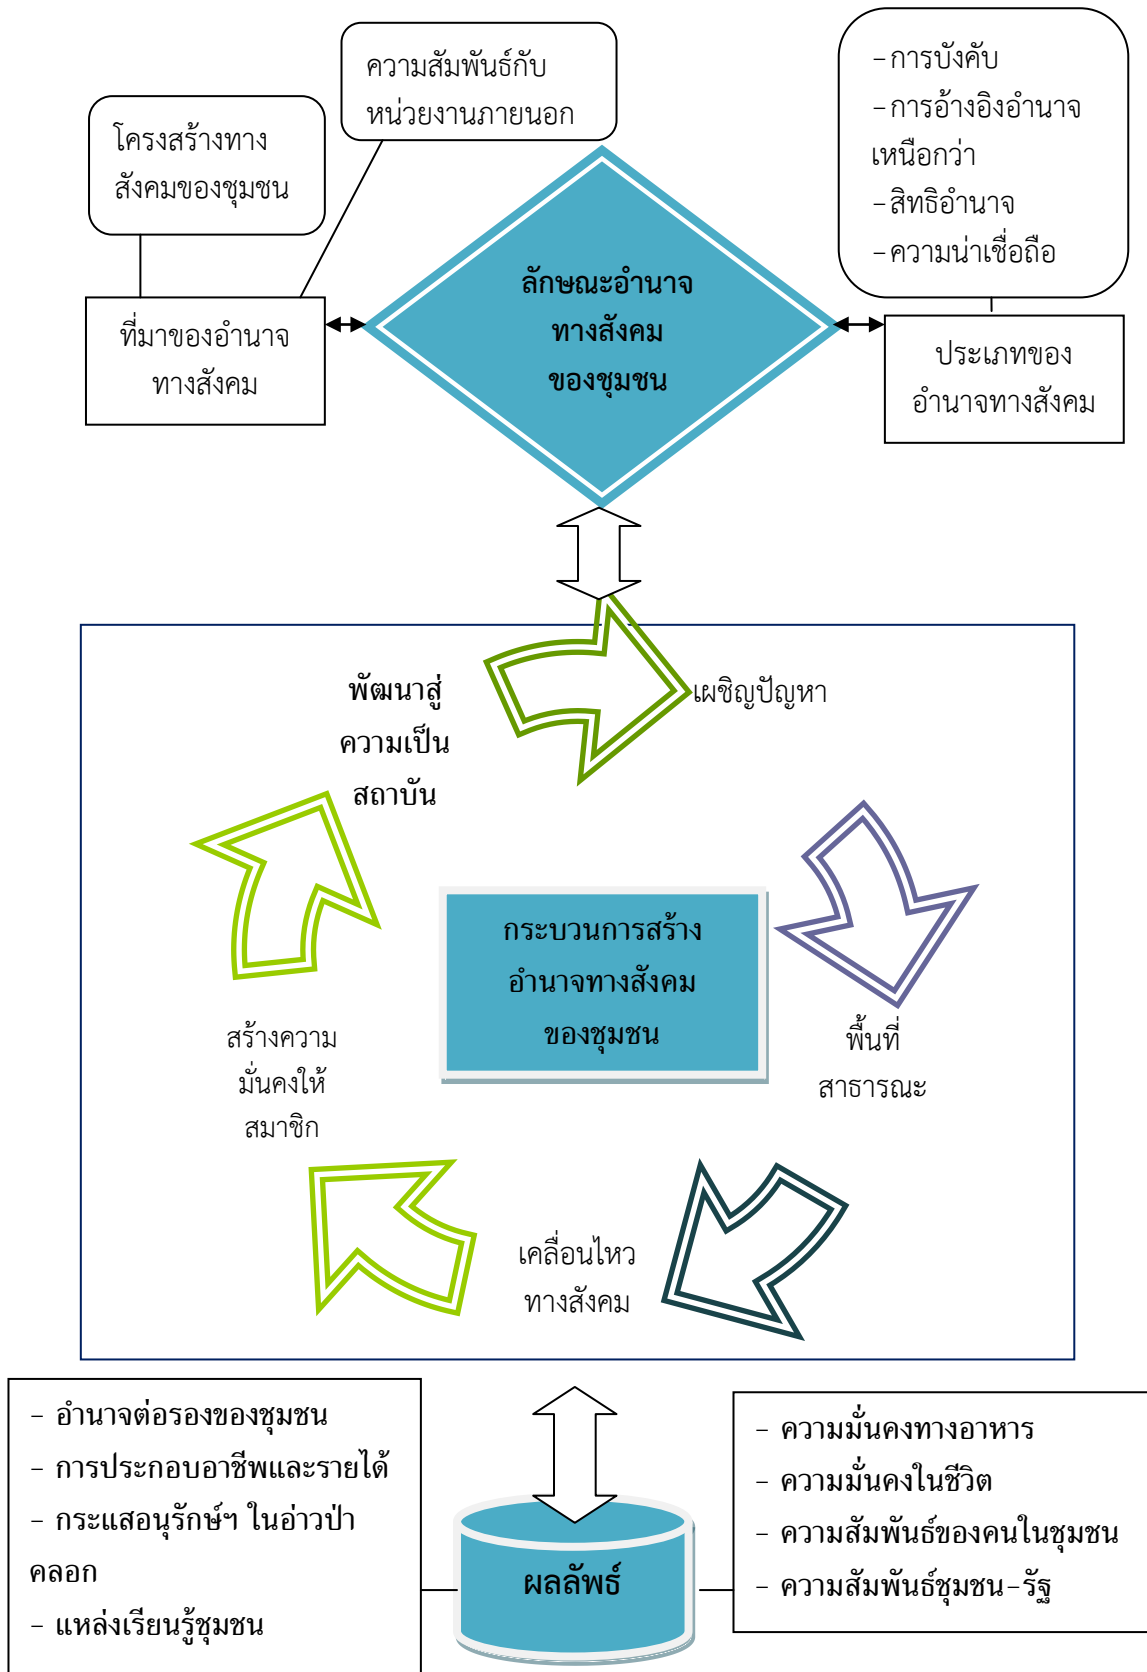 ความสัมพันธ์กับ
หน่วยงานภายนอก
โครงสร้างทาง
สังคมของชุมชน
-การบังคับ
-การอ้างอิงอำนาจ
เหนือกว่า
-สิทธิอำนาจ
-ความน่าเชื่อถือ
ที่มาของอำนาจ
ทางสังคม
ลักษณะอำนาจ
ทางสังคม
ของชุมชน
ประเภทของ
อำนาจทางสังคม
พัฒนาสู่
ความเป็น
สถาบัน
เผชิญปัญหา
กระบวนการสร้าง
อำนาจทางสังคม
ของชุมชน
พื้นที่
สาธารณะ
สร้างความ
มั่นคงให้
สมาชิก
เคลื่อนไหว
ทางสังคม
- อำนาจต่อรองของชุมชน
- การประกอบอาชีพและรายได้
- กระแสอนุรักษ์ฯ ในอ่าวป่า
คลอก
- แหล่งเรียนรู้ชุมชน
ผลลัพธ์
- ความมั่นคงทางอาหาร
- ความมั่นคงในชีวิต
- ความสัมพันธ์ของคนในชุมชน
- ความสัมพันธ์ชุมชน-รัฐ